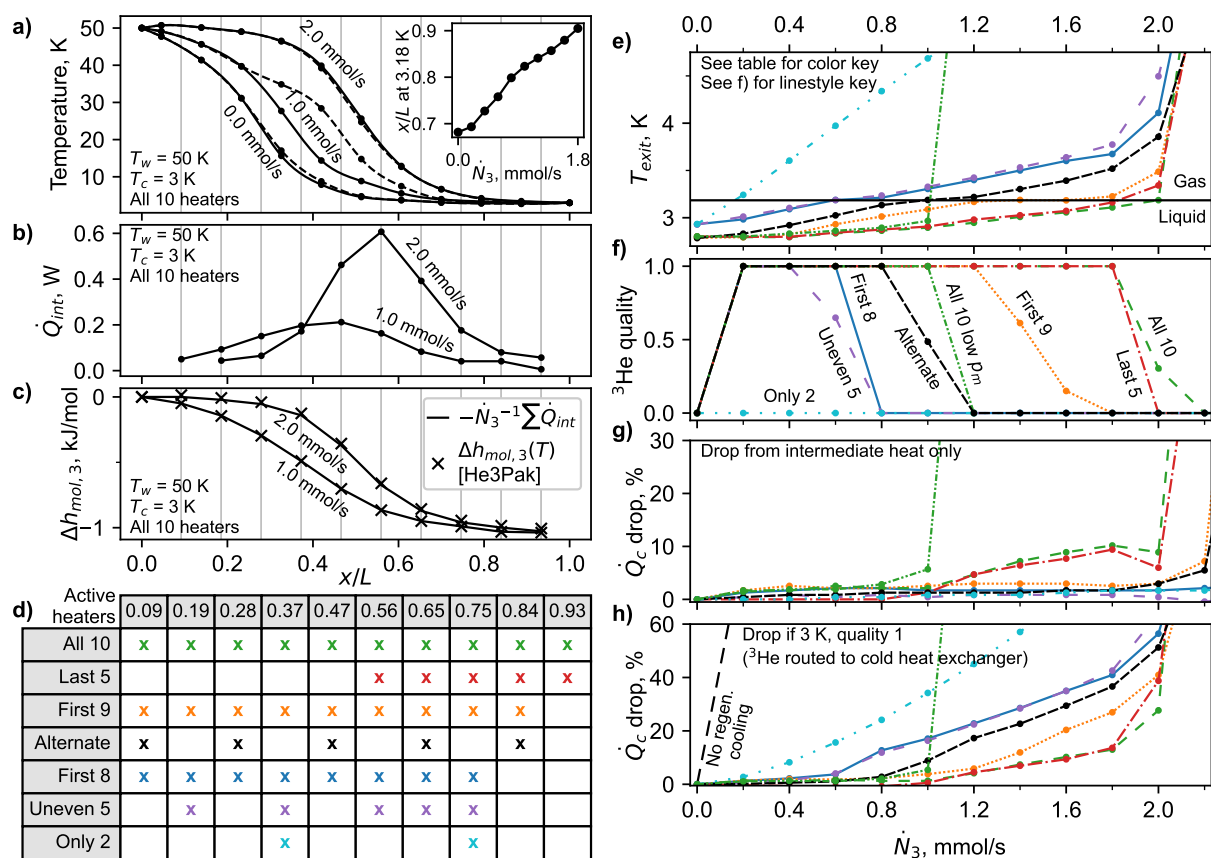 a)
Temperature, K
50
40
30
20
10
2.0 mmol/s
1.0 mmol/s
0.0 mmol/s
T_w = 50 K
T_c = 3 K
All 10 heaters
x/L at 3.18 K
0.9
0.8
0.7
0.0
1.8
Ṅ_3, mmol/s
b)
Q̇_int, W
0.6
0.4
0.2
0.0
T_w = 50 K
T_c = 3 K
All 10 heaters
2.0 mmol/s
1.0 mmol/s
c)
Δh_mol, 3, kJ/mol
0
−1
2.0 mmol/s
1.0 mmol/s
T_w = 50 K
T_c = 3 K
All 10 heaters
−Ṅ_3^−1 ∑ Q̇_int
Δh_mol, 3(T)
[He3Pak]
0.0 0.2 0.4 0.6 0.8 1.0
x/L
d)
Active heaters 0.09 0.19 0.28 0.37 0.47 0.56 0.65 0.75 0.84 0.93
All 10 x x x x x x x x x x
Last 5 x x x x x
First 9 x x x x x x x x x
Alternate x x x x x
First 8 x x x x x x x x
Uneven 5 x x x x x
Only 2 x x
0.0 0.4 0.8 1.2 1.6 2.0
e)
T_exit, K
4
3
See table for color key
See f) for linestyle key
Gas
Liquid
f)
³He quality
1.0
0.5
0.0
Only 2
Uneven 5
First 8
Alternate
All 10 low p_m
First 9
Last 5
All 10
g)
Q̇_c drop, %
30
20
10
0
Drop from intermediate heat only
h)
Q̇_c drop, %
60
40
20
0
Drop if 3 K, quality 1
(³He routed to cold heat exchanger)
No regen.
cooling
0.0 0.4 0.8 1.2 1.6 2.0
Ṅ_3, mmol/s